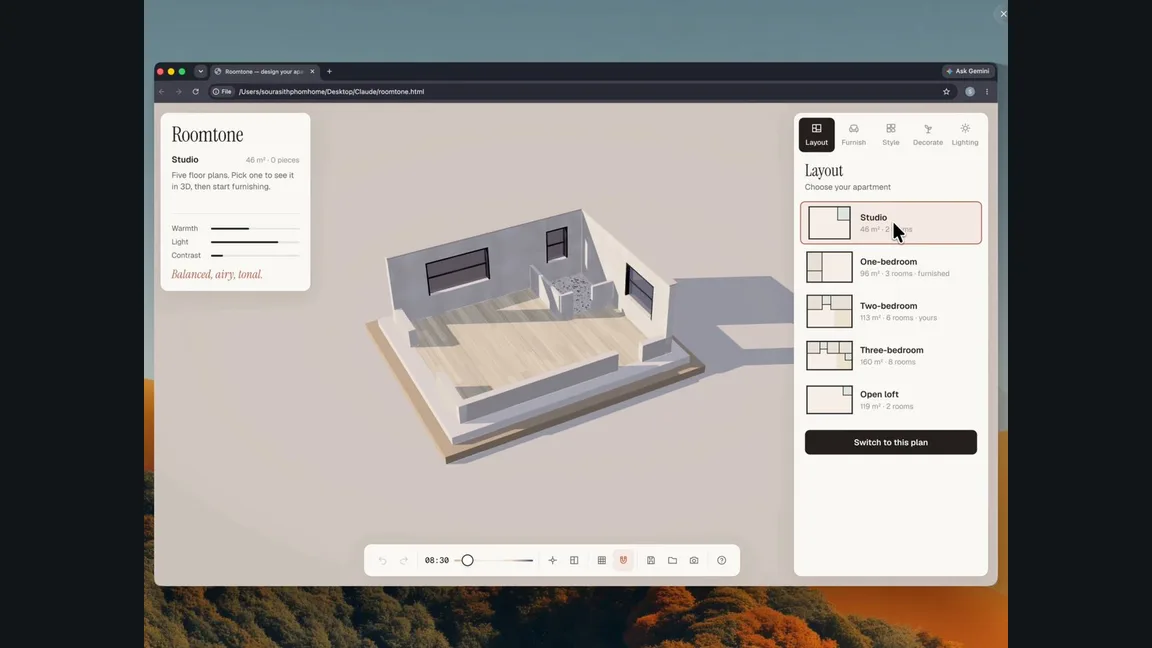 Roomtone — design your apa
Ask Gemini
File
/Users/sourasithphomhome/Desktop/Claude/roomtone.html
S
Roomtone
Studio
46 m² · 0 pieces
Five floor plans. Pick one to see it
in 3D, then start furnishing.
Warmth
Light
Contrast
Balanced, airy, tonal.
Layout
Furnish
Style
Decorate
Lighting
Layout
Choose your apartment
Studio
46 m² · 2
One-bedroom
96 m² · 3 rooms · furnished
Two-bedroom
113 m² · 6 rooms · yours
Three-bedroom
160 m² · 8 rooms
Open loft
119 m² · 2 rooms
Switch to this plan
08:30